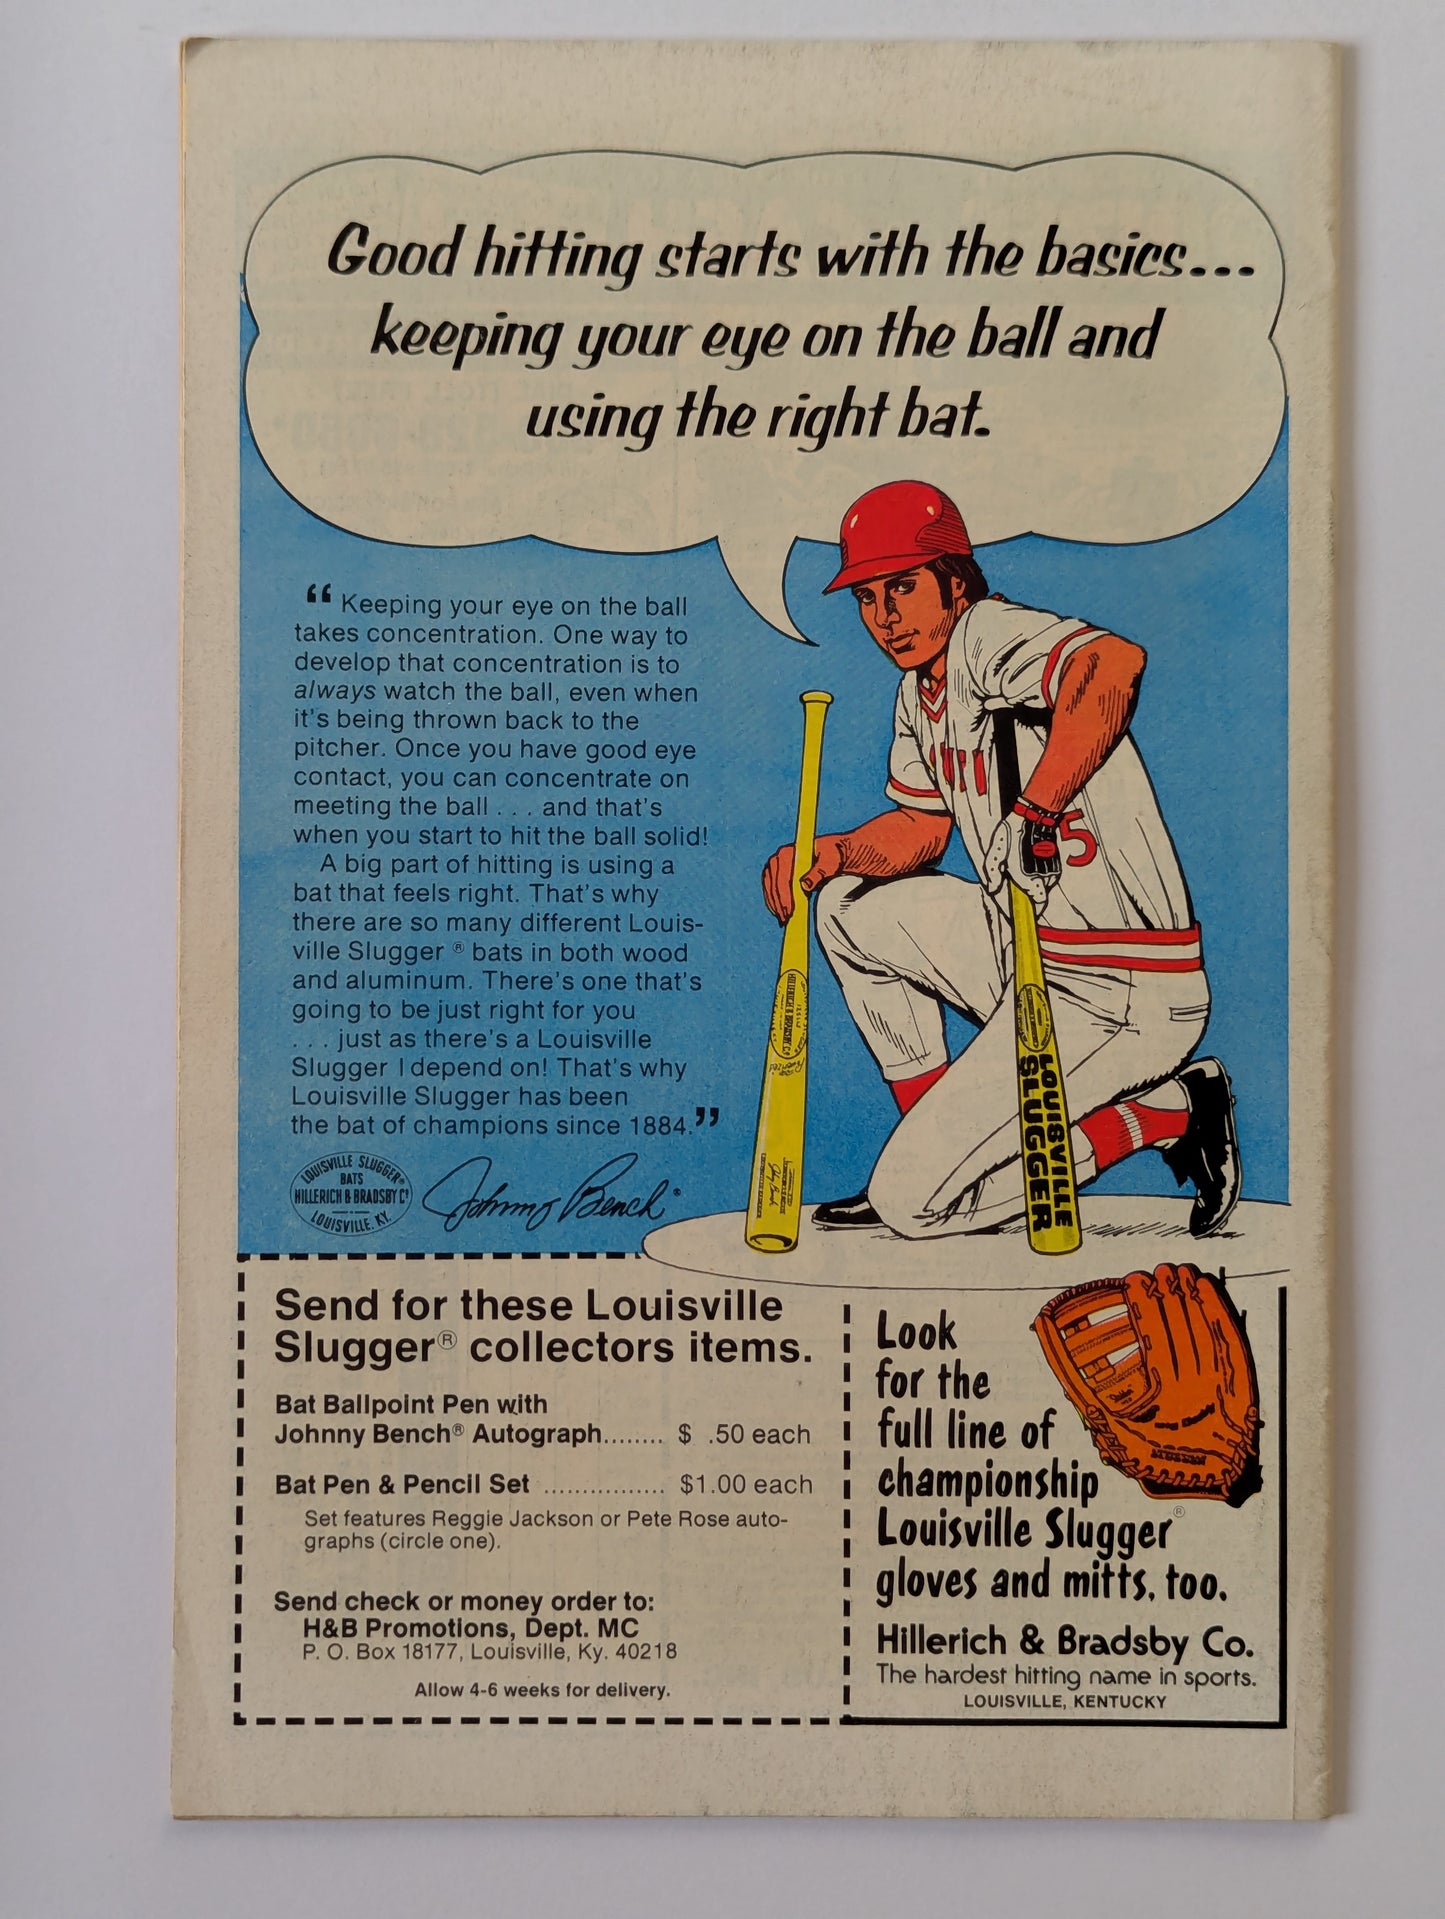 Good hitting starts with the basics...
keeping your eye on the ball and
using the right bat.
“ Keeping your eye on the ball
takes concentration. One way to
develop that concentration is to
always watch the ball, even when
it's being thrown back to the
pitcher. Once you have good eye
contact, you can concentrate on
meeting the ball . . . and that's
when you start to hit the ball solid!
A big part of hitting is using a
bat that feels right. That's why
there are so many different Louis-
ville Slugger ® bats in both wood
and aluminum. There's one that's
going to be just right for you
. . . just as there's a Louisville
Slugger I depend on! That's why
Louisville Slugger has been
the bat of champions since 1884.”
LOUISVILLE SLUGGER®
BATS
HILLERICH & BRADSBY Cº
LOUISVILLE, KY.
Johnny Bench
5
HILLERICH & BRADSBY Cº
LOUISVILLE
SLUGGER
Send for these Louisville
Slugger® collectors items.
Bat Ballpoint Pen with
Johnny Bench® Autograph........ $ .50 each
Bat Pen & Pencil Set ................ $1.00 each
Set features Reggie Jackson or Pete Rose auto-
graphs (circle one).
Send check or money order to:
H&B Promotions, Dept. MC
P. O. Box 18177, Louisville, Ky. 40218
Allow 4-6 weeks for delivery.
Look
for the
full line of
championship
Louisville Slugger®
gloves and mitts, too.
Hillerich & Bradsby Co.
The hardest hitting name in sports.
LOUISVILLE, KENTUCKY